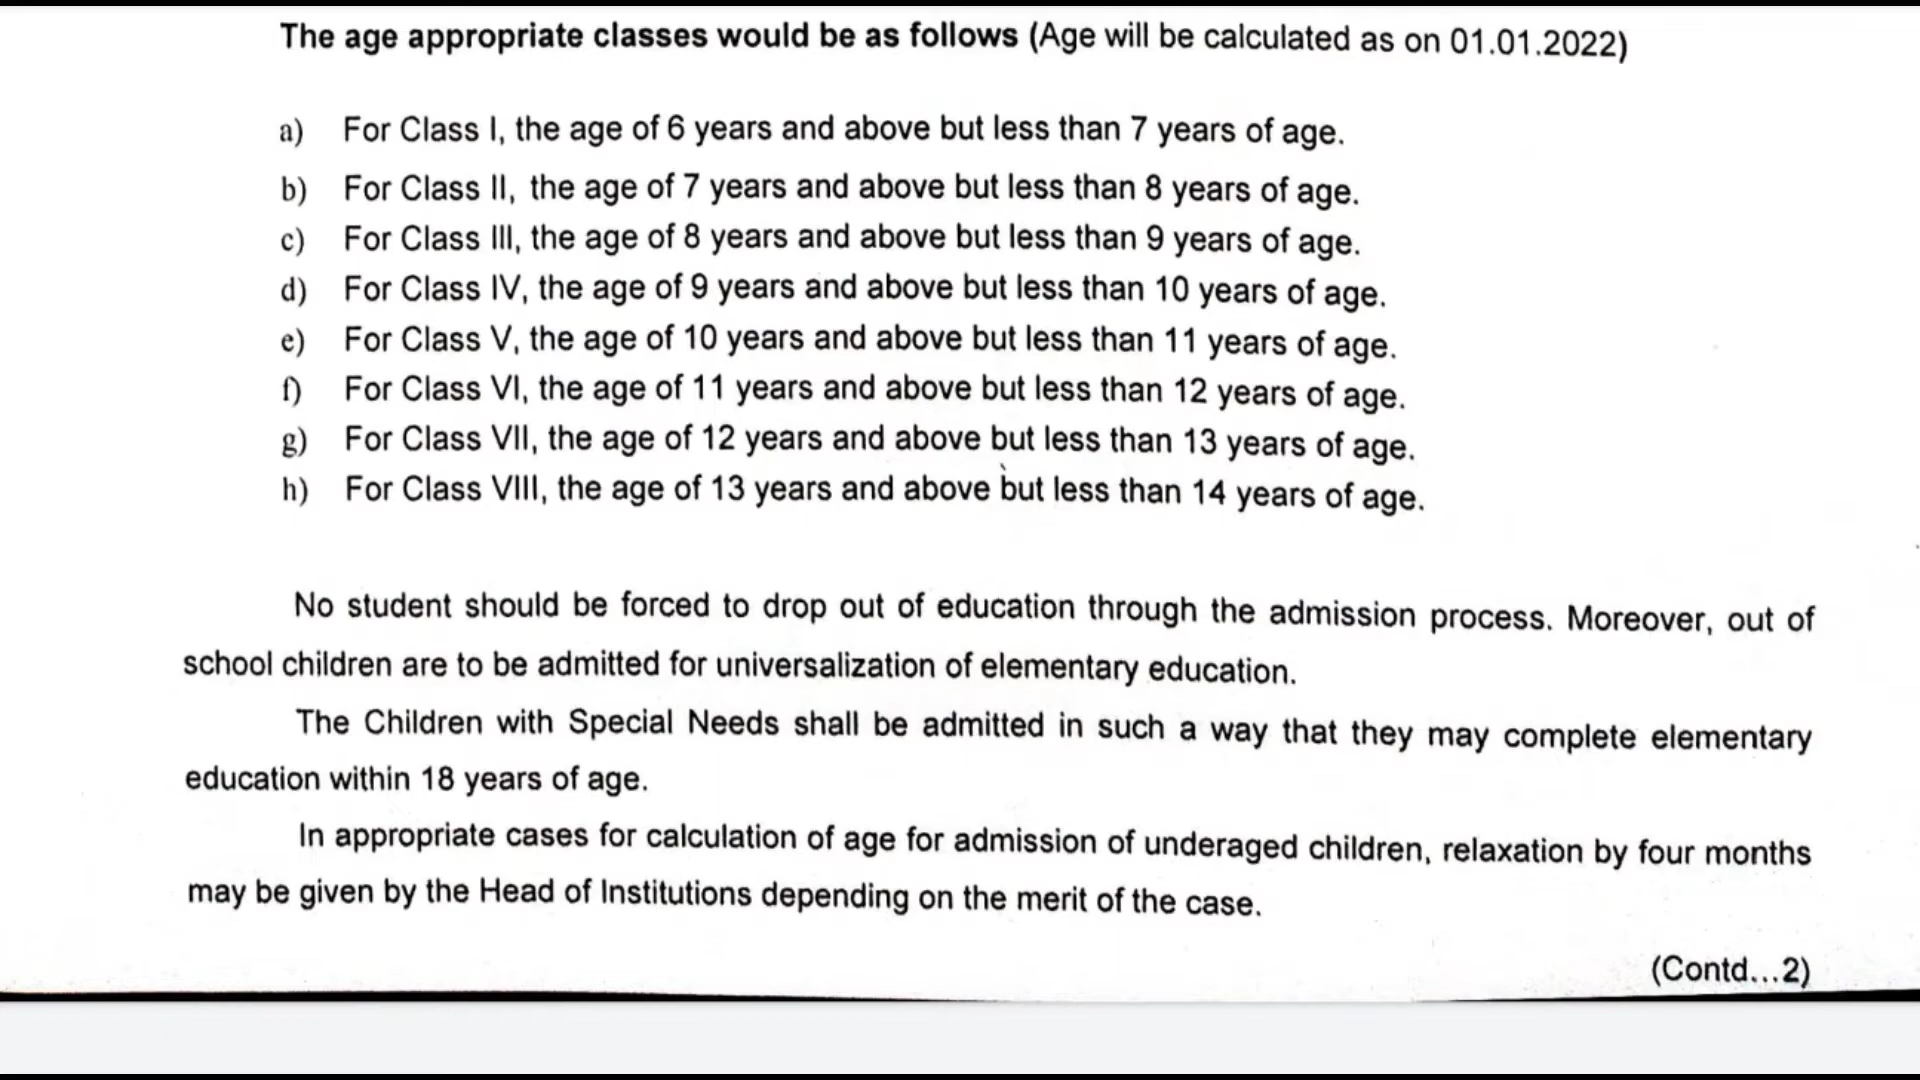 The age appropriate classes would be as follows (Age will be calculated as on 01.01.2022)
a) For Class I, the age of 6 years and above but less than 7 years of age.
b) For Class II, the age of 7 years and above but less than 8 years of age.
c) For Class III, the age of 8 years and above but less than 9 years of age.
d) For Class IV, the age of 9 years and above but less than 10 years of age.
e) For Class V, the age of 10 years and above but less than 11 years of age.
f) For Class VI, the age of 11 years and above but less than 12 years of age.
g) For Class VII, the age of 12 years and above but less than 13 years of age.
h) For Class VIII, the age of 13 years and above but less than 14 years of age.
No student should be forced to drop out of education through the admission process. Moreover, out of
school children are to be admitted for universalization of elementary education.
The Children with Special Needs shall be admitted in such a way that they may complete elementary
education within 18 years of age.
In appropriate cases for calculation of age for admission of underaged children, relaxation by four months
may be given by the Head of Institutions depending on the merit of the case.
(Contd...2)